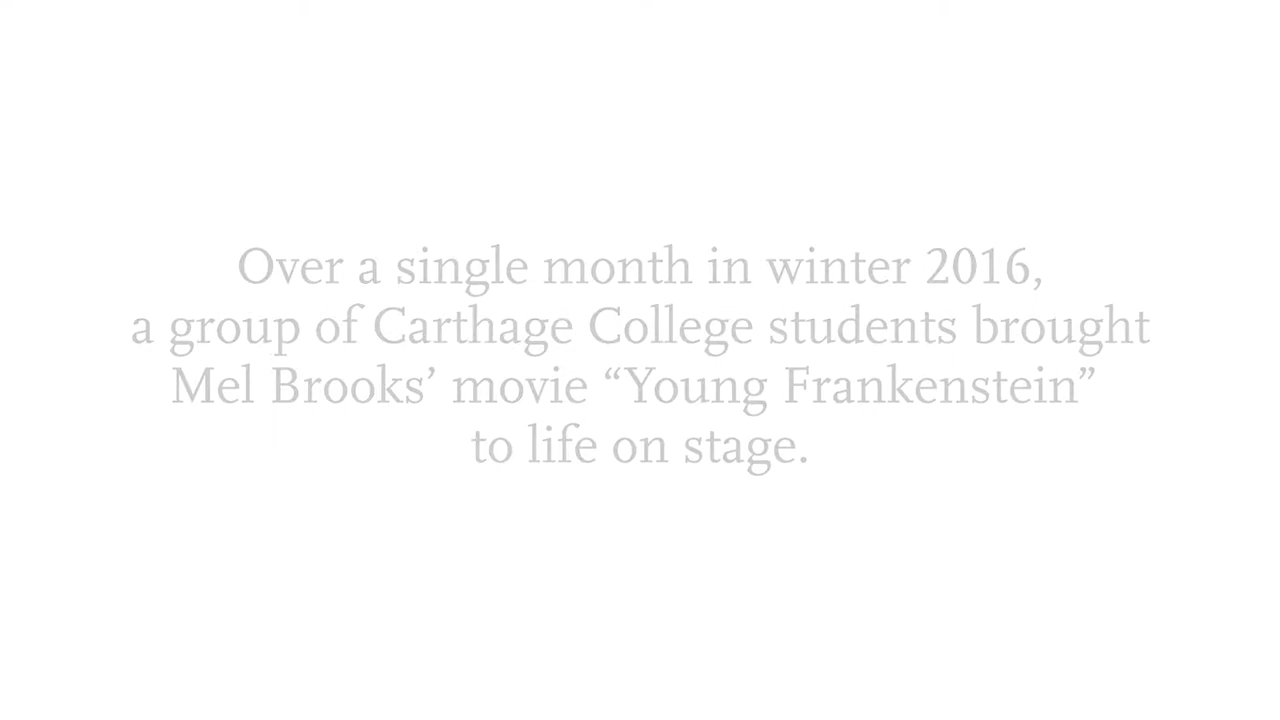 Over a single month in winter 2016,
a group of Carthage College students brought
Mel Brooks’ movie “Young Frankenstein”
to life on stage.